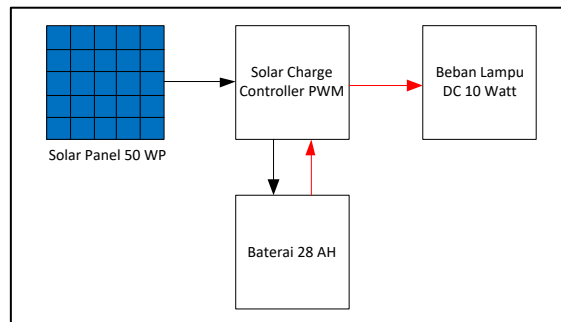 Solar Charge
Controller PWM
Beban Lampu
DC 10 Watt
Solar Panel 50 WP
Baterai 28 AH